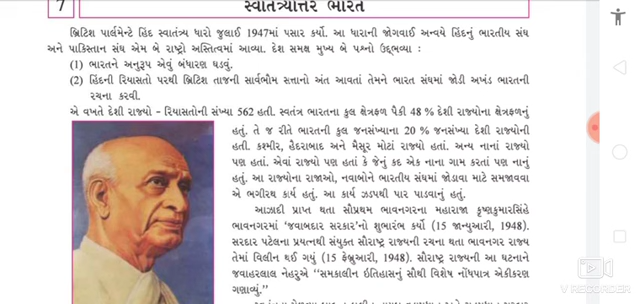 7
સ્વાતંત્ર્યોત્તર ભારત
બ્રિટિશ પાર્લમેન્ટે હિંદ સ્વાતંત્ર્ય ધારો જુલાઈ 1947માં પસાર કર્યો. આ ધારાની જોગવાઈ અન્વયે હિંદનું ભારતીય સંઘ
અને પાકિસ્તાન સંઘ એમ બે રાષ્ટ્રો અસ્તિત્વમાં આવ્યા. દેશ સમક્ષ મુખ્ય બે પશ્નો ઉદ્ભવ્યા :
(1) ભારતને અનુરૂપ એવું બંધારણ ઘડવું.
(2) હિંદની રિયાસતો પરથી બ્રિટિશ તાજની સાર્વભૌમ સત્તાનો અંત આવતાં તેમને ભારત સંઘમાં જોડી અખંડ ભારતની
રચના કરવી.
એ વખતે દેશી રાજ્યો – રિયાસતોની સંખ્યા 562 હતી. સ્વતંત્ર ભારતના કુલ ક્ષેત્રફળ પૈકી 48 % દેશી રાજ્યોના ક્ષેત્રફળનું
હતું. તે જ રીતે ભારતની કુલ જનસંખ્યાના 20 % જનસંખ્યા દેશી રાજ્યોની
હતી. કશ્મીર, હૈદરાબાદ અને મૈસૂર મોટાં રાજ્યો હતાં. અન્ય નાનાં રાજ્યો
પણ હતાં. એવાં રાજ્યો પણ હતાં કે જેનું કદ એક નાના ગામ કરતાં પણ નાનું
હતું. આ રાજ્યોના રાજાઓ, નવાબોને ભારતીય સંઘમાં જોડાવા માટે સમજાવવા
એ ભગીરથ કાર્ય હતું. આ કાર્ય ઝડપથી પાર પાડવાનું હતું.
આઝાદી પ્રાપ્ત થતા સૌપ્રથમ ભાવનગરના મહારાજા કૃષ્ણકુમારસિંહે
ભાવનગરમાં 'જવાબદાર સરકાર'નો શુભારંભ કર્યો (15 જાન્યુઆરી, 1948).
સરદાર પટેલના પ્રયત્નથી સંયુક્ત સૌરાષ્ટ્ર રાજ્યની રચના થતા ભાવનગર રાજ્ય
તેમાં વિલીન થઈ ગયું (15 ફેબ્રુઆરી, 1948). સૌરાષ્ટ્ર રાજ્યની આ ઘટનાને
જવાહરલાલ નેહરુએ “સમકાલીન ઇતિહાસનું સૌથી વિશેષ નોંધપાત્ર એકીકરણ
ગણાવ્યું.”
V RECORDER